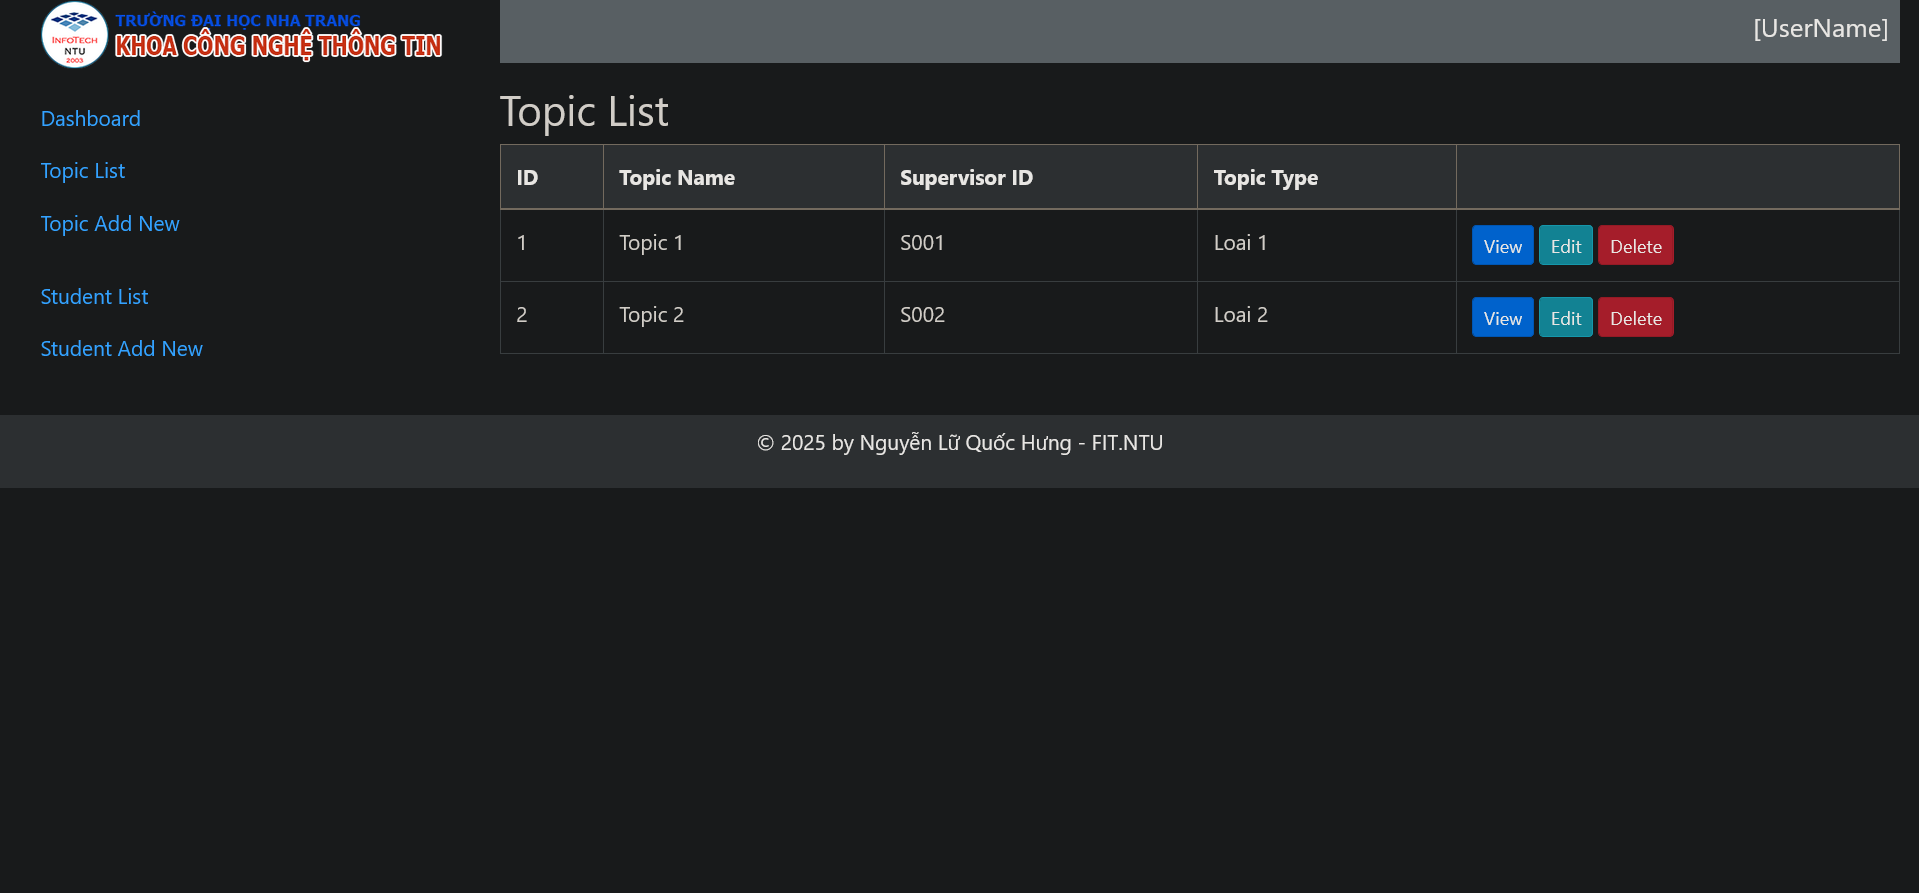 INFOTECH
NTU
2003
TRƯỜNG ĐẠI HỌC NHA TRANG
KHOA CÔNG NGHỆ THÔNG TIN
[UserName]
Dashboard
Topic List
Topic Add New
Student List
Student Add New
Topic List
ID Topic Name Supervisor ID Topic Type
1 Topic 1 S001 Loai 1 View Edit Delete
2 Topic 2 S002 Loai 2 View Edit Delete
© 2025 by Nguyễn Lữ Quốc Hưng - FIT.NTU